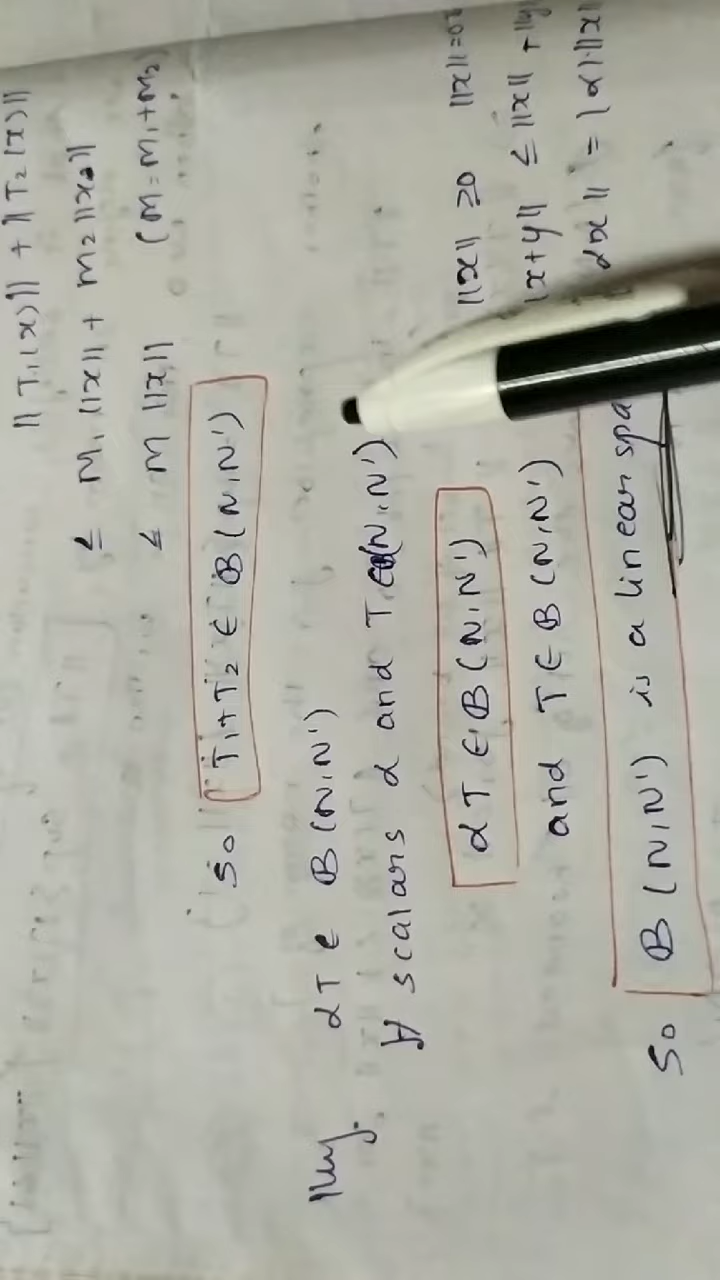 ‖T₁(x)‖ + ‖T₂(x)‖
≤ M₁‖x‖ + M₂‖x‖
≤ M‖x‖ (M = M₁+M₂)
So T₁+T₂ ∈ B(N,N')
llly. αT ∈ B(N,N')
∀ scalars α and T∈(N,N')
‖x‖ ≥0 ‖x‖=0
αT ∈ B(N,N')
x+y‖ ≤ ‖x‖ +
and T∈ B(N,N')
αx‖ = |α|·‖x
So B(N,N') is a linear spa